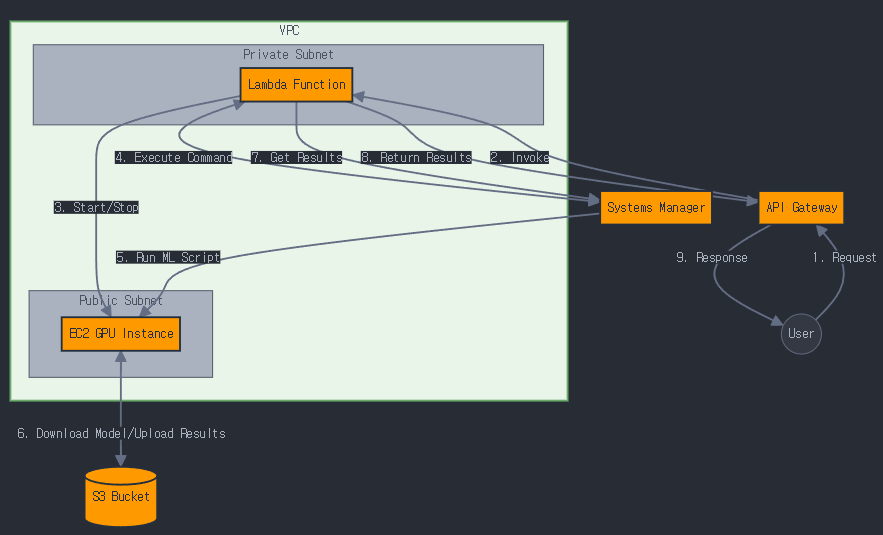 VPC
Private Subnet
Lambda Function
4. Execute Command
7. Get Results
8. Return Results
2. Invoke
3. Start/Stop
Systems Manager
API Gateway
5. Run ML Script
9. Response
1. Request
Public Subnet
EC2 GPU Instance
User
6. Download Model/Upload Results
S3 Bucket